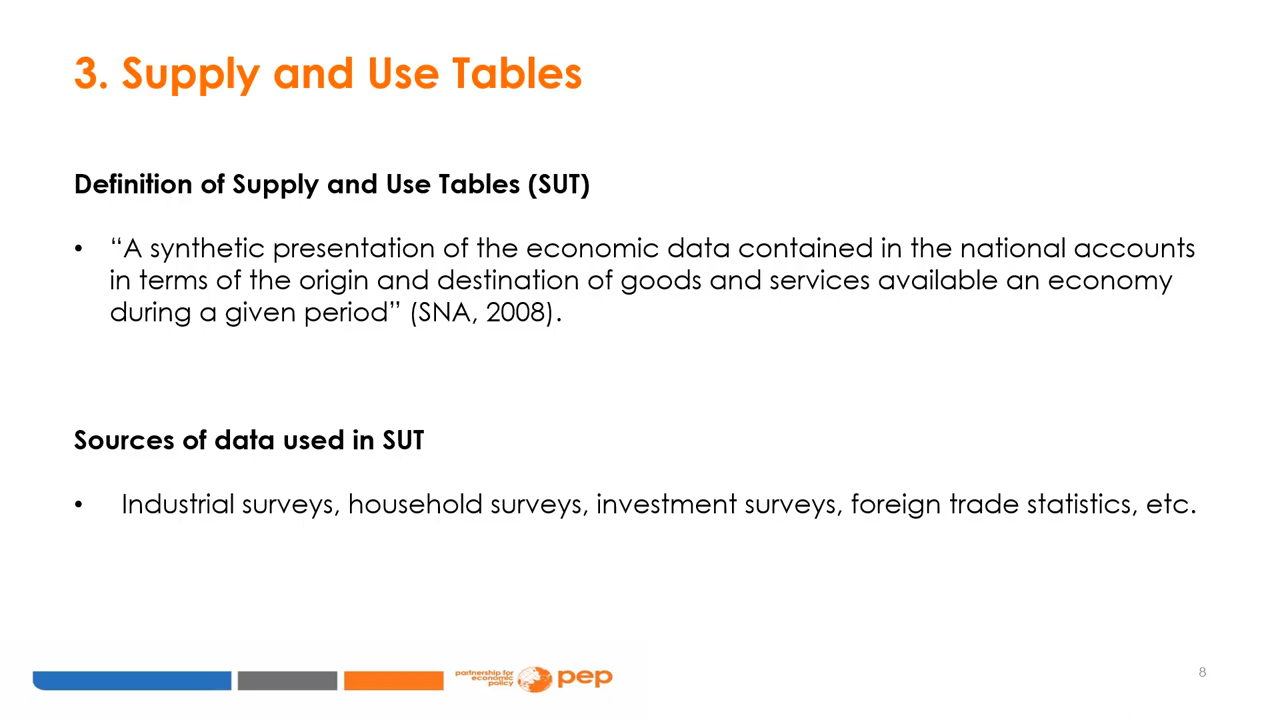 3. Supply and Use Tables
Definition of Supply and Use Tables (SUT)
• “A synthetic presentation of the economic data contained in the national accounts
in terms of the origin and destination of goods and services available an economy
during a given period” (SNA, 2008).
Sources of data used in SUT
• Industrial surveys, household surveys, investment surveys, foreign trade statistics, etc.
partnership for
economic
policy
pep
8